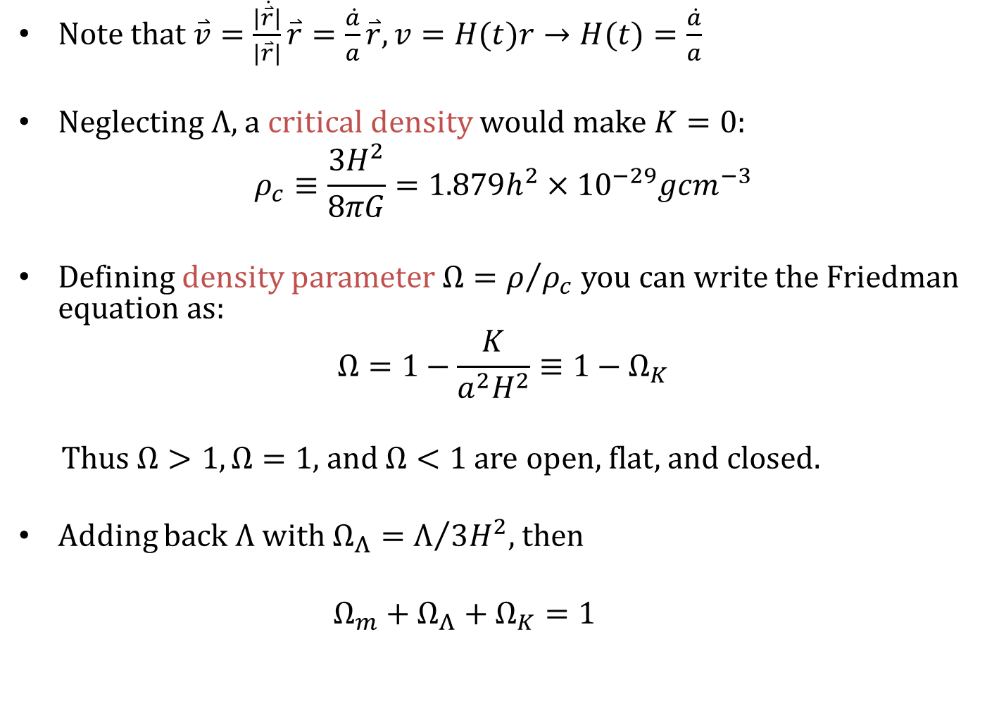 • Note that $\vec{v} = \frac{|\dot{\vec{r}}|}{|\vec{r}|}\vec{r} = \frac{\dot{a}}{a}\vec{r}, v = H(t)r \rightarrow H(t) = \frac{\dot{a}}{a}$
• Neglecting Λ, a critical density would make $K = 0$:
$\rho_c \equiv \frac{3H^2}{8\pi G} = 1.879h^2 \times 10^{-29}gcm^{-3}$
• Defining density parameter $\Omega = \rho/\rho_c$ you can write the Friedman
equation as:
$\Omega = 1 - \frac{K}{a^2H^2} \equiv 1 - \Omega_K$
Thus $\Omega > 1, \Omega = 1$, and $\Omega < 1$ are open, flat, and closed.
• Adding back Λ with $\Omega_\Lambda = \Lambda/3H^2$, then
$\Omega_m + \Omega_\Lambda + \Omega_K = 1$